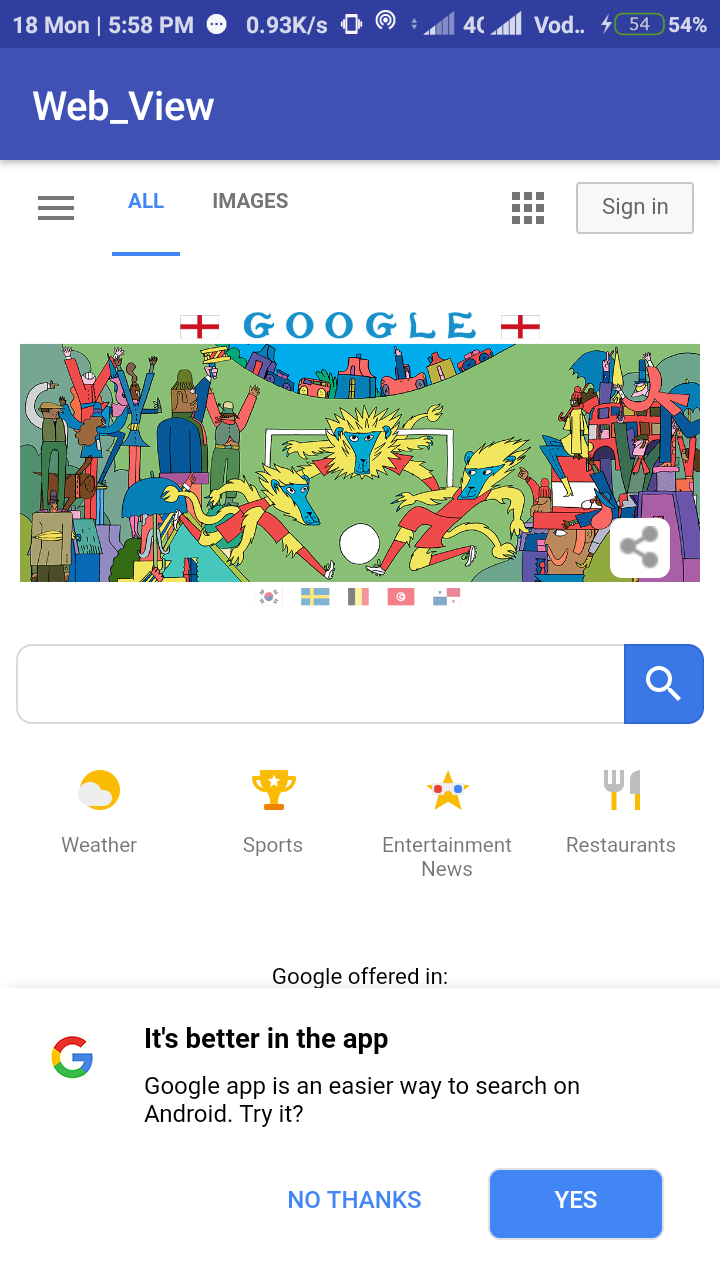 18 Mon | 5:58 PM 0.93K/s Vod.. 54 54%
Web_View
ALL IMAGES Sign in
GOOGLE
Weather Sports Entertainment News Restaurants
Google offered in:
It's better in the app
Google app is an easier way to search on
Android. Try it?
NO THANKS YES